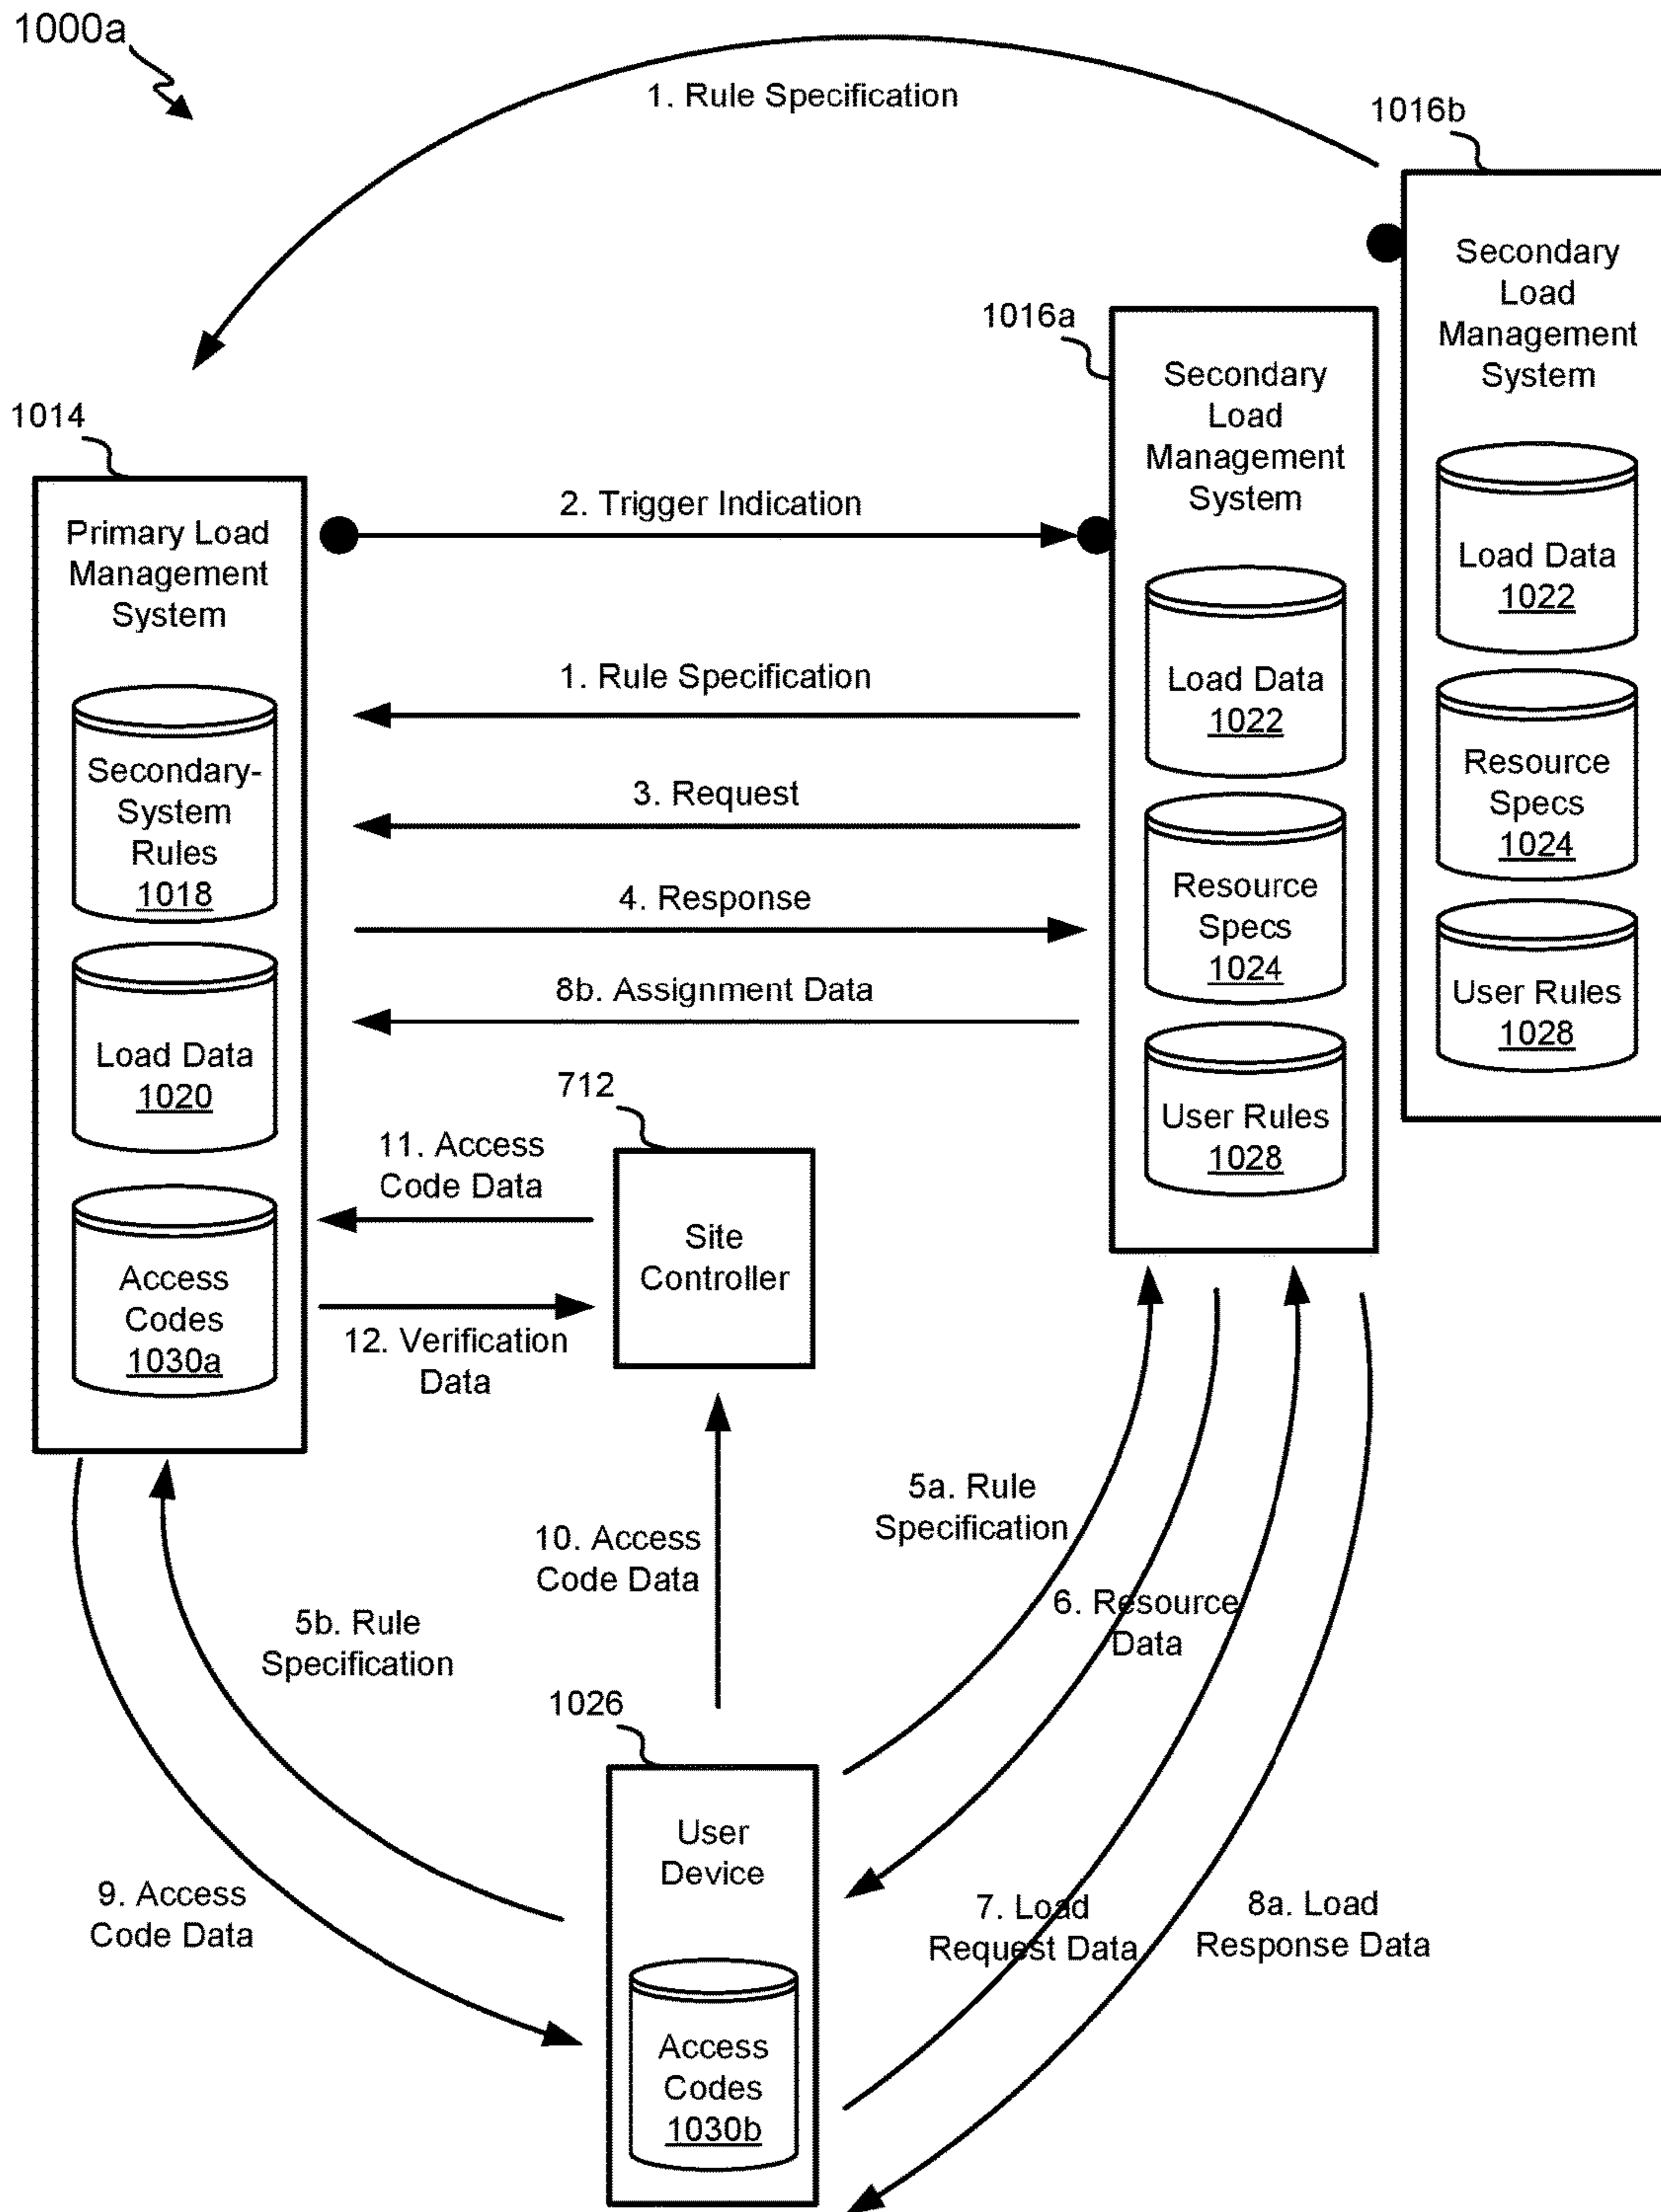 1000a
1. Rule Specification
1016b
Secondary
Load
Management
System
Load Data
1022
Resource
Specs
1024
User Rules
1028
1016a
Secondary
Load
Management
System
Load Data
1022
Resource
Specs
1024
User Rules
1028
1014
Primary Load
Management
System
Secondary-
System
Rules
1018
Load Data
1020
Access
Codes
1030a
2. Trigger Indication
1. Rule Specification
3. Request
4. Response
8b. Assignment Data
712
11. Access
Code Data
Site
Controller
12. Verification
Data
5a. Rule
Specification
10. Access
Code Data
6. Resource
Data
5b. Rule
Specification
1026
User
Device
9. Access
Code Data
7. Load
Request Data
8a. Load
Response Data
Access
Codes
1030b